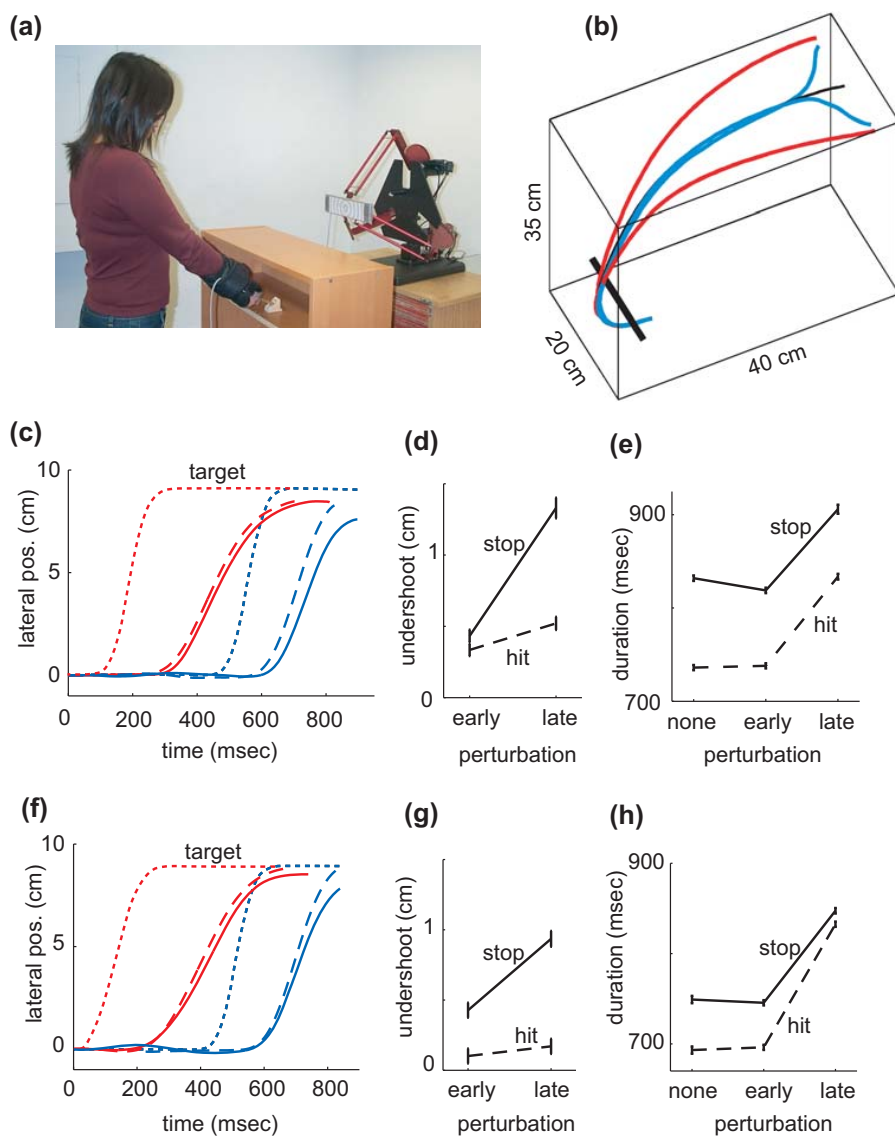 (a)
(b)
35 cm
20 cm
40 cm
(c)
lateral pos. (cm)
10
5
0
target
0 200 400 600 800
time (msec)
(d)
undershoot (cm)
1
0
stop
hit
early late
perturbation
(e)
duration (msec)
900
700
stop
hit
none early late
perturbation
(f)
lateral pos. (cm)
10
5
0
target
0 200 400 600 800
time (msec)
(g)
undershoot (cm)
1
0
stop
hit
early late
perturbation
(h)
duration (msec)
900
700
stop
hit
none early late
perturbation